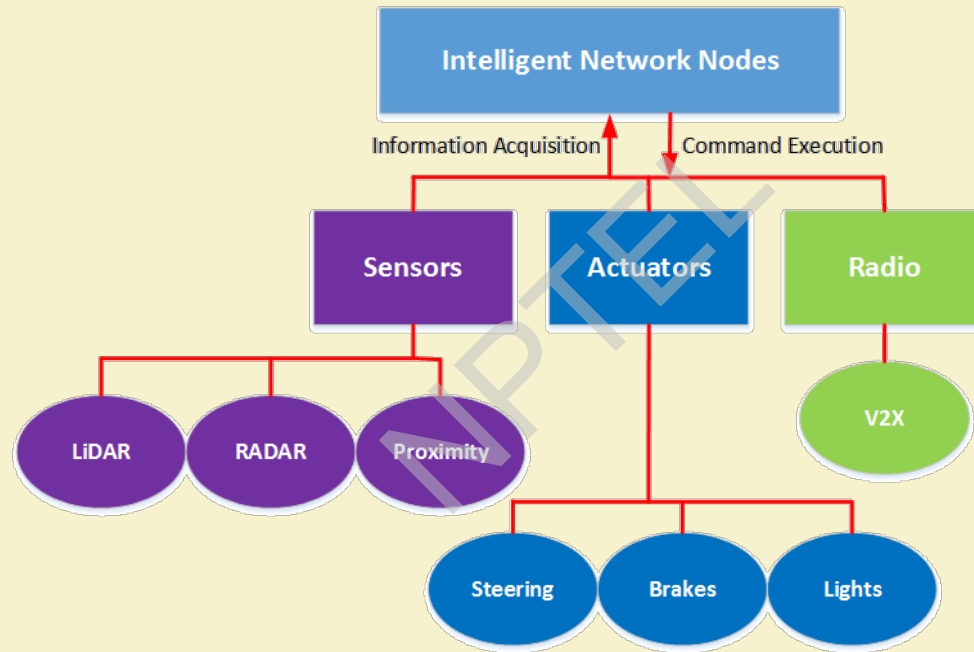 Intelligent Network Nodes
Information Acquisition
Command Execution
Sensors
Actuators
Radio
LiDAR
RADAR
Proximity
V2X
Steering
Brakes
Lights
NPTEL